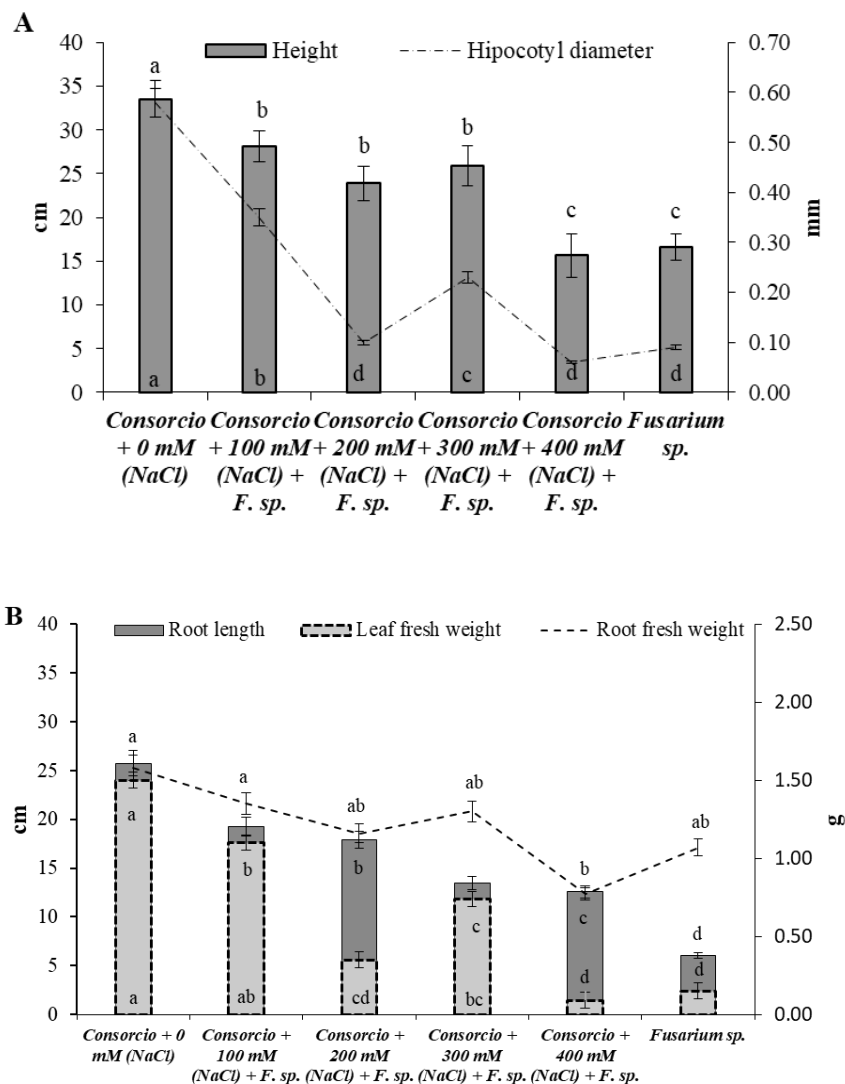 A
Height
Hipocotyl diameter
40
35
30
25
20
15
10
5
0
cm
0.70
0.60
0.50
0.40
0.30
0.20
0.10
0.00
mm
a
b
b
b
c
c
a
b
d
c
d
d
Consorcio Consorcio Consorcio Consorcio Consorcio Fusarium
+ 0 mM + 100 mM + 200 mM + 300 mM + 400 mM sp.
(NaCl) (NaCl) + (NaCl) + (NaCl) + (NaCl) +
F. sp. F. sp. F. sp. F. sp.
B
Root length
Leaf fresh weight
Root fresh weight
40
35
30
25
20
15
10
5
0
cm
2.50
2.00
1.50
1.00
0.50
0.00
g
a
a
ab
ab
b
ab
a
b
b
c
c
d
d
d
a
ab
cd
bc
Consorcio + 0 Consorcio + Consorcio + Consorcio + Consorcio + Fusarium sp.
mM (NaCl) 100 mM 200 mM 300 mM 400 mM
(NaCl) + F. sp. (NaCl) + F. sp. (NaCl) + F. sp. (NaCl) + F. sp.